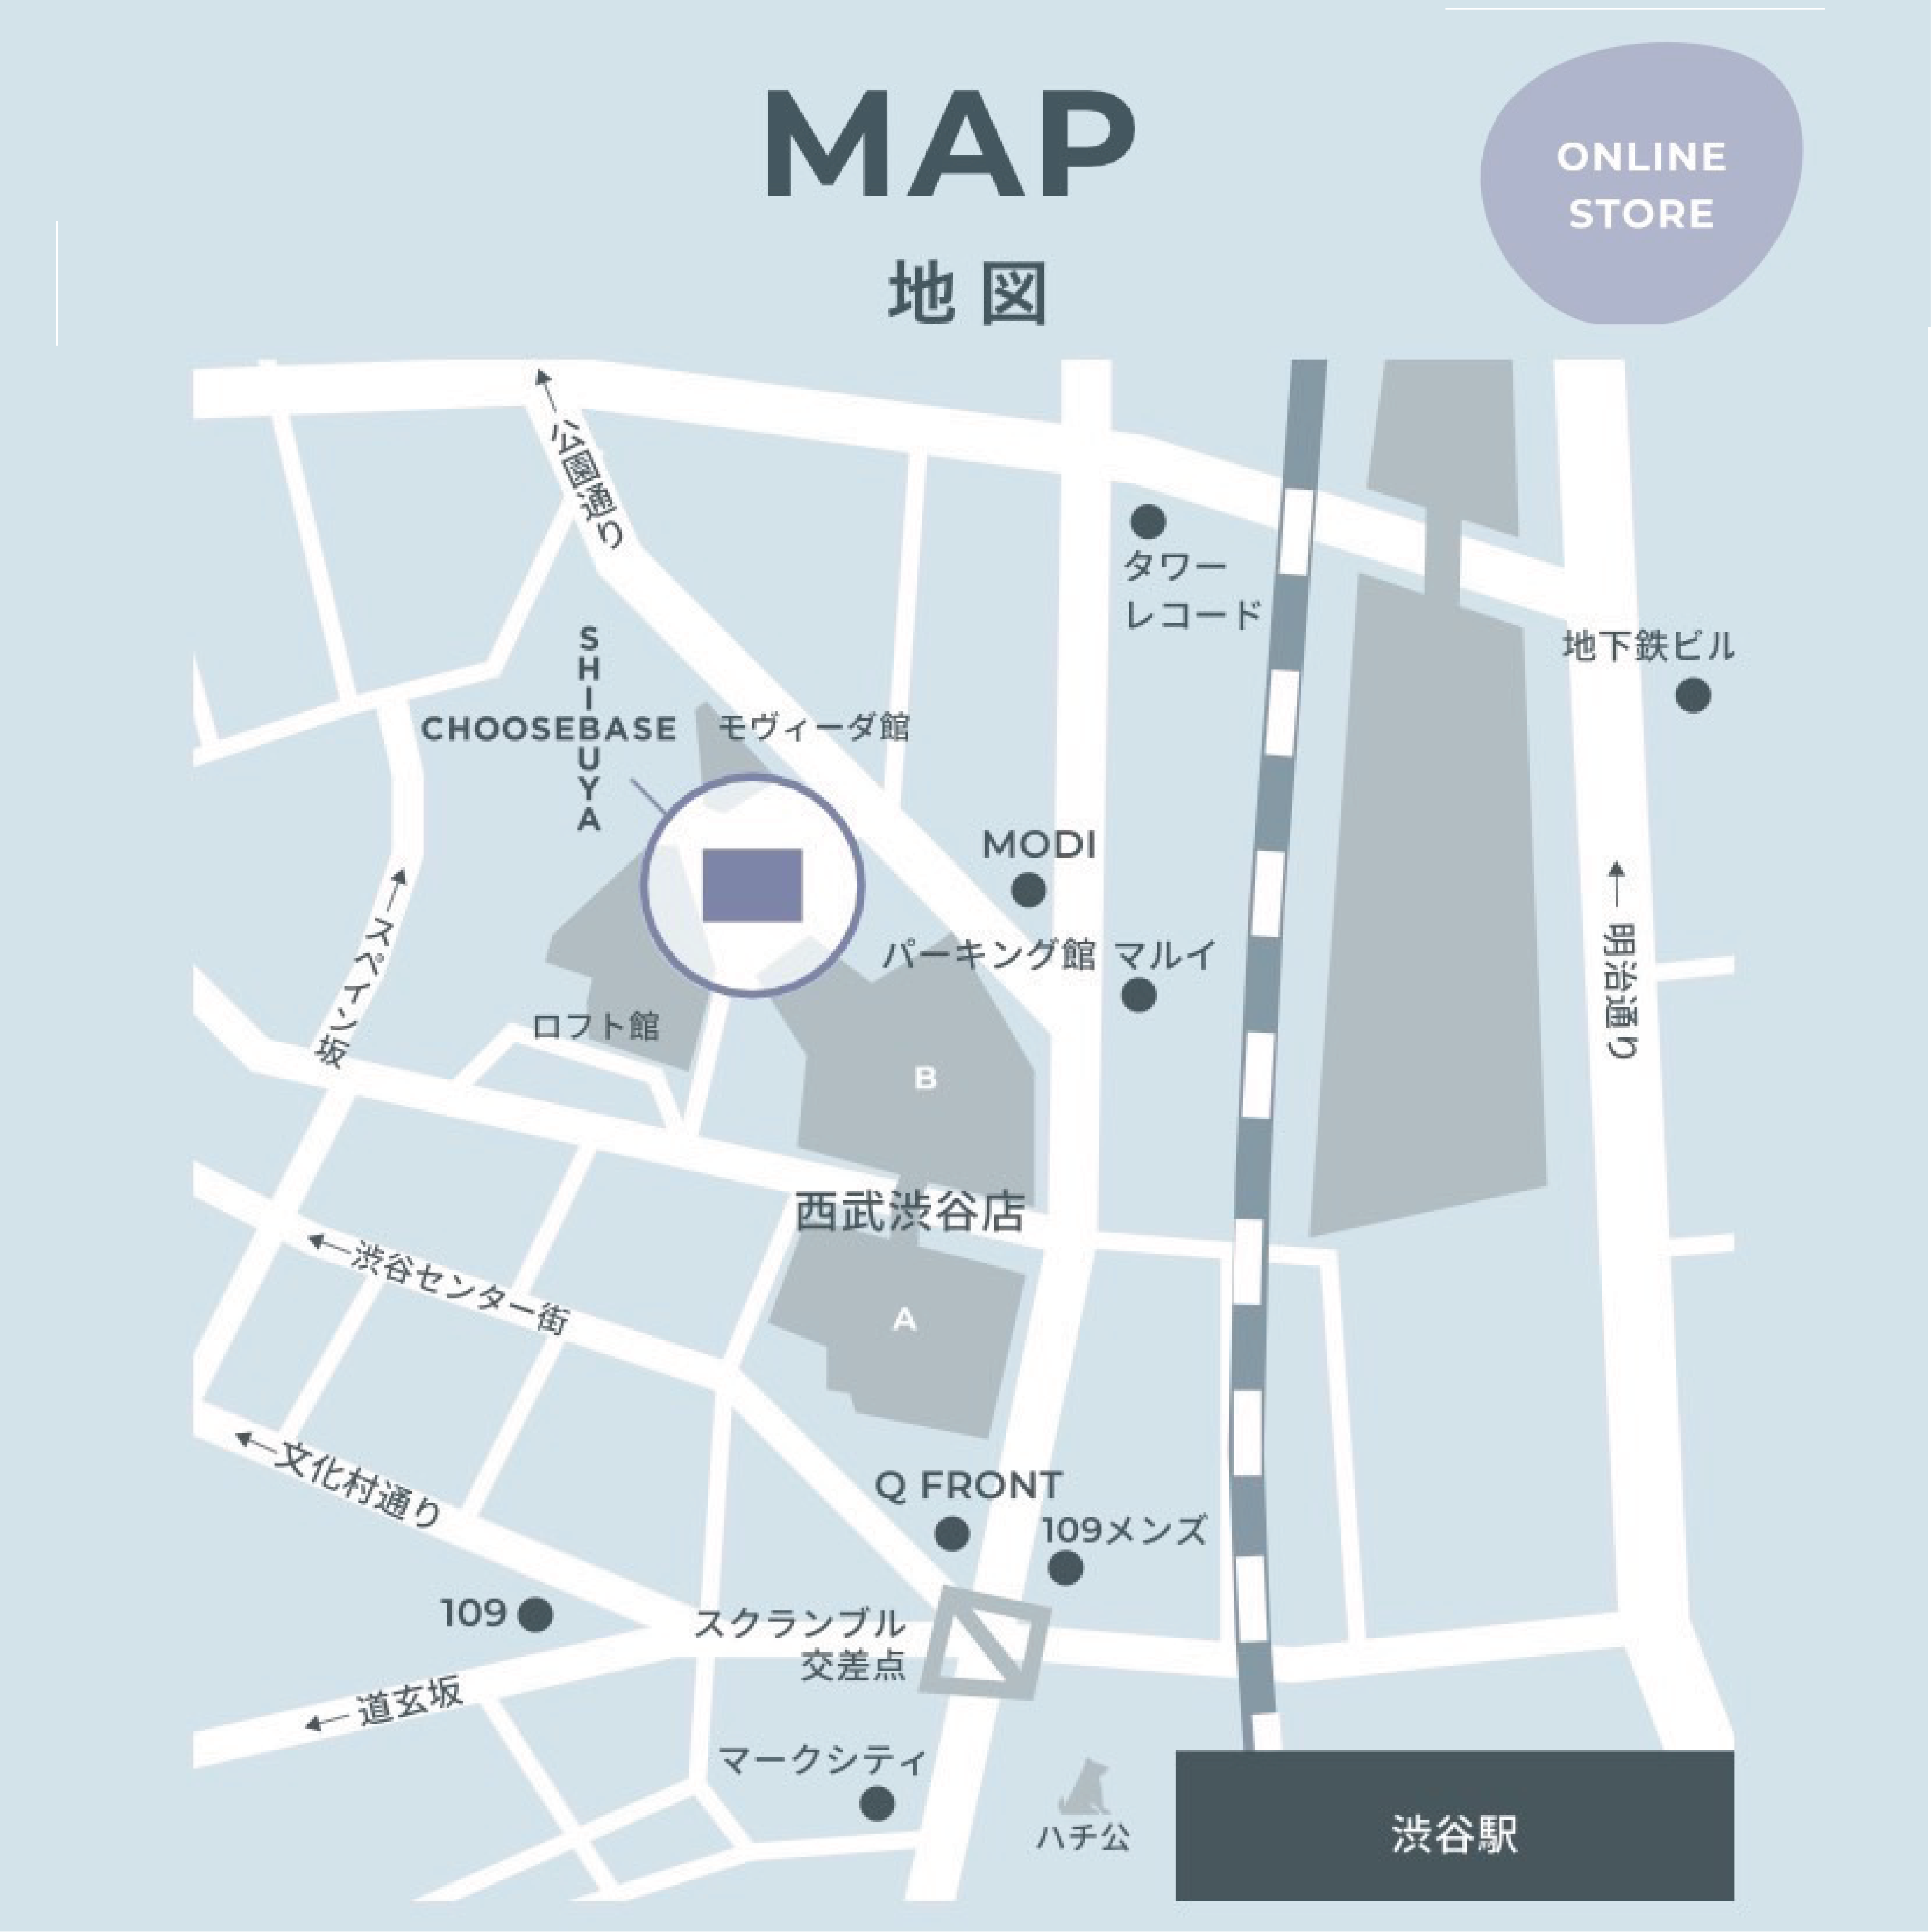 MAP
地図
ONLINE
STORE
公園通り
タワー
レコード
地下鉄ビル
SHIBUYA
CHOOSEBASE
モヴィーダ館
MODI
パーキング館
マルイ
明治通り
スペイン坂
ロフト館
B
西武渋谷店
渋谷センター街
A
文化村通り
Q FRONT
109メンズ
109
スクランブル
交差点
道玄坂
マークシティ
ハチ公
渋谷駅